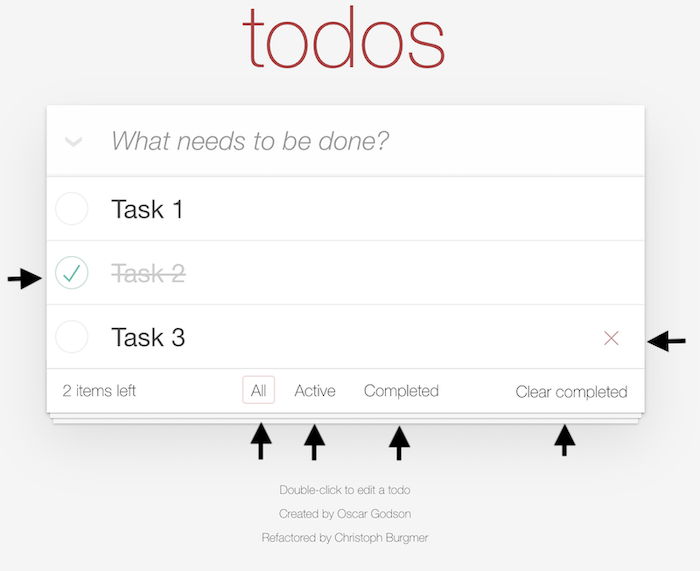 todos
What needs to be done?
Task 1
Task 2
Task 3
2 items left All Active Completed Clear completed
Double-click to edit a todo
Created by Oscar Godson
Refactored by Christoph Burgmer